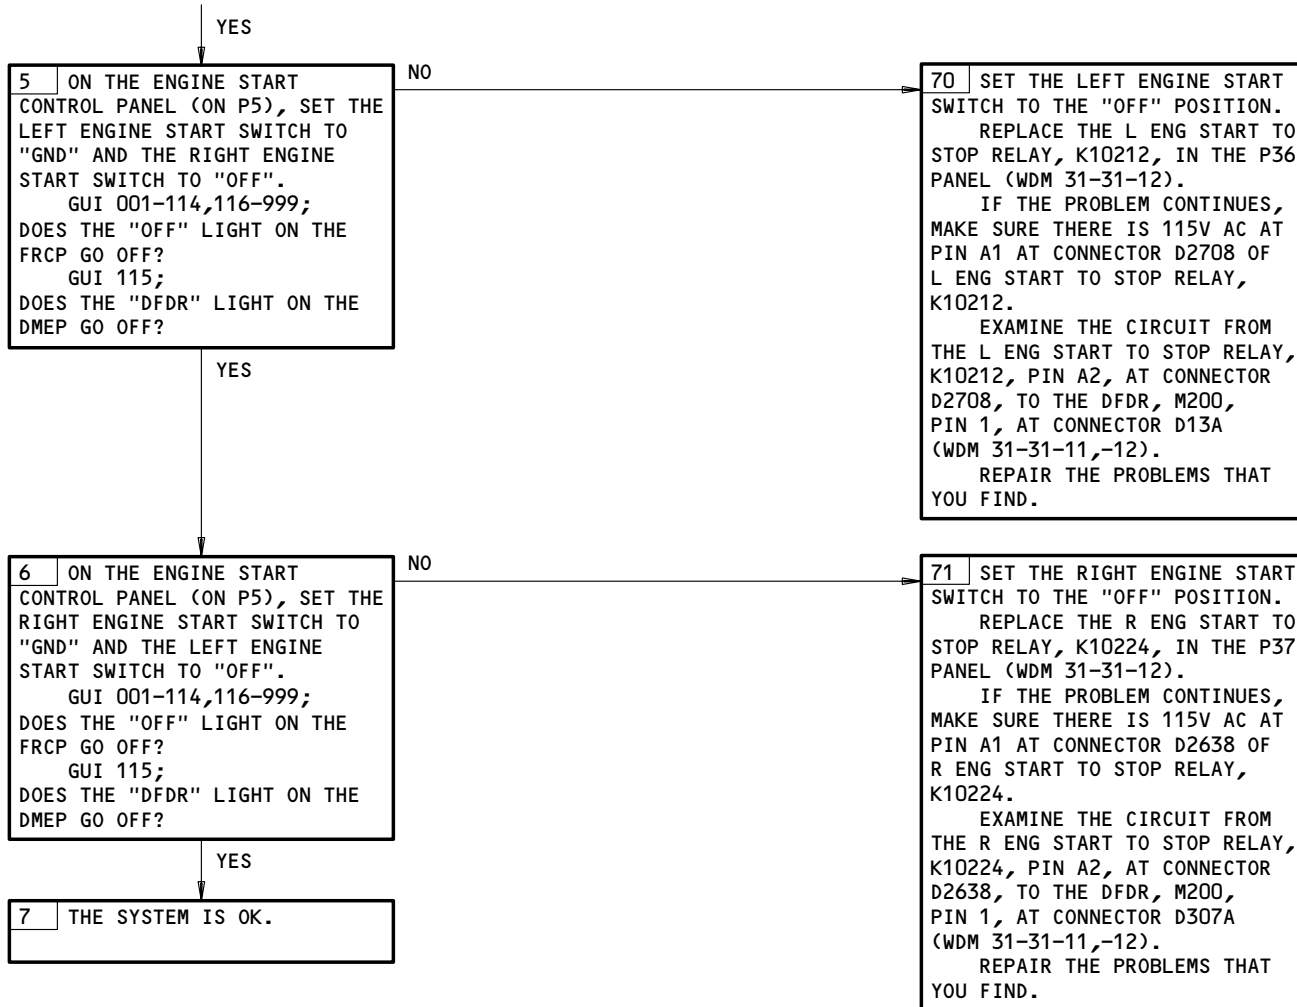 YES
5 ON THE ENGINE START
CONTROL PANEL (ON P5), SET THE
LEFT ENGINE START SWITCH TO
"GND" AND THE RIGHT ENGINE
START SWITCH TO "OFF".
GUI 001-114,116-999;
DOES THE "OFF" LIGHT ON THE
FRCP GO OFF?
GUI 115;
DOES THE "DFDR" LIGHT ON THE
DMEP GO OFF?
NO
70 SET THE LEFT ENGINE START
SWITCH TO THE "OFF" POSITION.
REPLACE THE L ENG START TO
STOP RELAY, K10212, IN THE P36
PANEL (WDM 31-31-12).
IF THE PROBLEM CONTINUES,
MAKE SURE THERE IS 115V AC AT
PIN A1 AT CONNECTOR D2708 OF
L ENG START TO STOP RELAY,
K10212.
EXAMINE THE CIRCUIT FROM
THE L ENG START TO STOP RELAY,
K10212, PIN A2, AT CONNECTOR
D2708, TO THE DFDR, M200,
PIN 1, AT CONNECTOR D13A
(WDM 31-31-11,-12).
REPAIR THE PROBLEMS THAT
YOU FIND.
YES
6 ON THE ENGINE START
CONTROL PANEL (ON P5), SET THE
RIGHT ENGINE START SWITCH TO
"GND" AND THE LEFT ENGINE
START SWITCH TO "OFF".
GUI 001-114,116-999;
DOES THE "OFF" LIGHT ON THE
FRCP GO OFF?
GUI 115;
DOES THE "DFDR" LIGHT ON THE
DMEP GO OFF?
NO
71 SET THE RIGHT ENGINE START
SWITCH TO THE "OFF" POSITION.
REPLACE THE R ENG START TO
STOP RELAY, K10224, IN THE P37
PANEL (WDM 31-31-12).
IF THE PROBLEM CONTINUES,
MAKE SURE THERE IS 115V AC AT
PIN A1 AT CONNECTOR D2638 OF
R ENG START TO STOP RELAY,
K10224.
EXAMINE THE CIRCUIT FROM
THE R ENG START TO STOP RELAY,
K10224, PIN A2, AT CONNECTOR
D2638, TO THE DFDR, M200,
PIN 1, AT CONNECTOR D307A
(WDM 31-31-11,-12).
REPAIR THE PROBLEMS THAT
YOU FIND.
YES
7 THE SYSTEM IS OK.